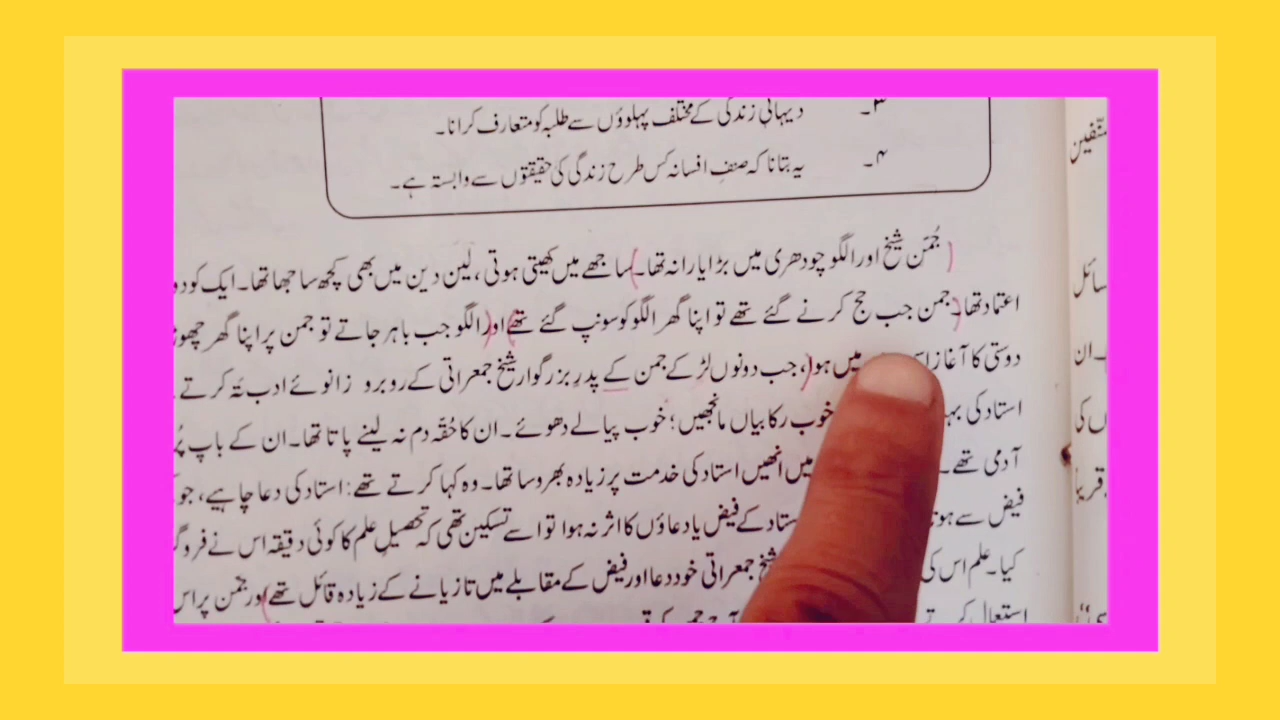 ۳۔ دیہاتی زندگی کے مختلف پہلوؤں سے طلبہ کو متعارف کرانا۔
۴۔ یہ بتانا کہ صنفِ افسانہ کس طرح زندگی کی حقیقتوں سے وابستہ ہے۔
جُمّن شیخ اور الگو چودھری میں بڑا یارانہ تھا۔ ساجھے میں کھیتی ہوتی، لین دین میں بھی کچھ ساجھا تھا۔ ایک کو دو
اعتماد تھا۔ جمن جب حج کرنے گئے تھے تو اپنا گھر الگو کو سونپ گئے تھے اور الگو جب باہر جاتے تو جمن پر اپنا گھر چھوڑ
دوستی کا آغاز میں ہوا، جب دونوں لڑکے جمن کے پدرِ بزرگوار شیخ جمعراتی کے روبرو زانوئے ادب تہ کرتے
استاد کی خوب رکابیاں مانجھیں؛ خوب پیالے دھوئے۔ ان کا حُقّہ دم نہ لینے پاتا تھا۔ ان کے باپ پُر
آدمی تھے۔ میں انھیں استاد کی خدمت پر زیادہ بھروسا تھا۔ وہ کہا کرتے تھے: استاد کی دعا چاہیے، جو
فیض سے ستاد کے فیض یا دعاؤں کا اثر نہ ہوا تو اسے تسکین تھی کہ تحصیلِ علم کا کوئی دقیقہ اس نے فروگ
کیا۔ علم اس کی شیخ جمعراتی خود دعا اور فیض کے مقابلے میں تازیانے کے زیادہ قائل تھے اور جمّن پر اس
استعمال کرتے